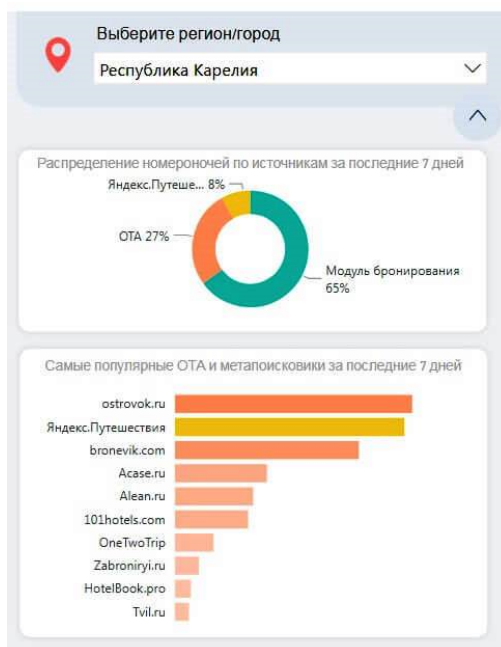 Выберите регион/город
Республика Карелия
Распределение номероночей по источникам за последние 7 дней
Яндекс.Путеше... 8%
ОТА 27%
Модуль бронирования
65%
Самые популярные ОТА и метапоисковики за последние 7 дней
ostrovok.ru
Яндекс.Путешествия
bronevik.com
Acase.ru
Alean.ru
101hotels.com
OneTwoTrip
Zabroniryi.ru
HotelBook.pro
Tvil.ru